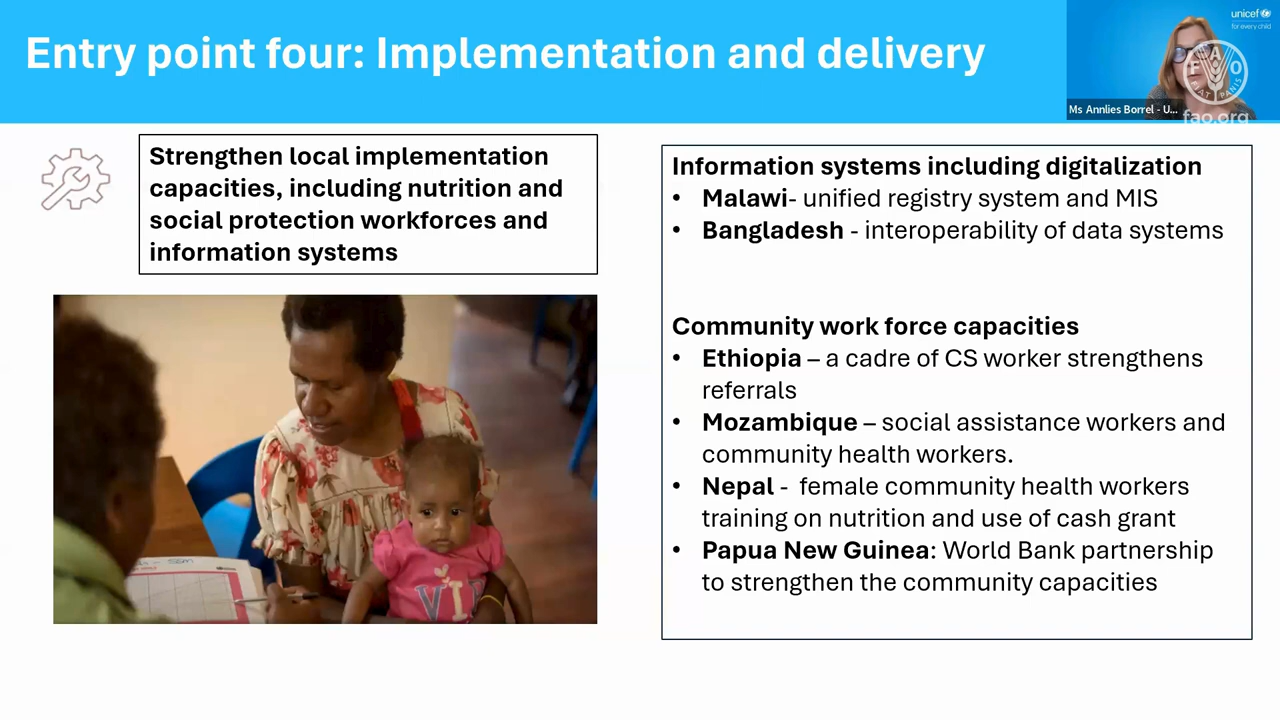 Entry point four: Implementation and delivery
unicef
for every child
Ms Annlies Borrel - U...
FAO
FIAT PANIS
fao.org
Strengthen local implementation
capacities, including nutrition and
social protection workforces and
information systems
Information systems including digitalization
• Malawi- unified registry system and MIS
• Bangladesh - interoperability of data systems
Community work force capacities
• Ethiopia – a cadre of CS worker strengthens
referrals
• Mozambique – social assistance workers and
community health workers.
• Nepal - female community health workers
training on nutrition and use of cash grant
• Papua New Guinea: World Bank partnership
to strengthen the community capacities